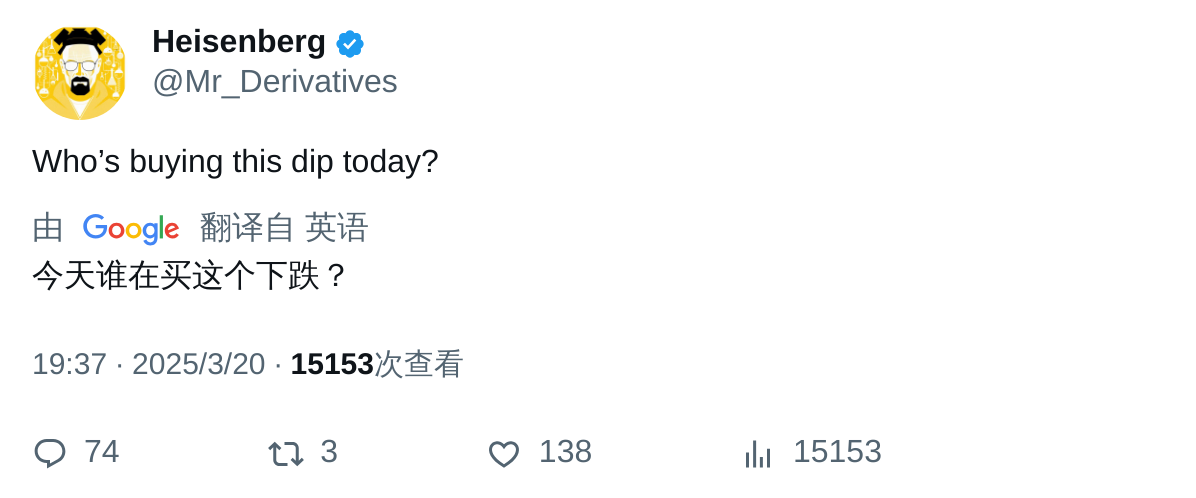 Heisenberg
@Mr_Derivatives
Who’s buying this dip today?
由 Google 翻译自 英语
今天谁在买这个下跌？
19:37 · 2025/3/20 · 15153次查看
74 3 138 15153